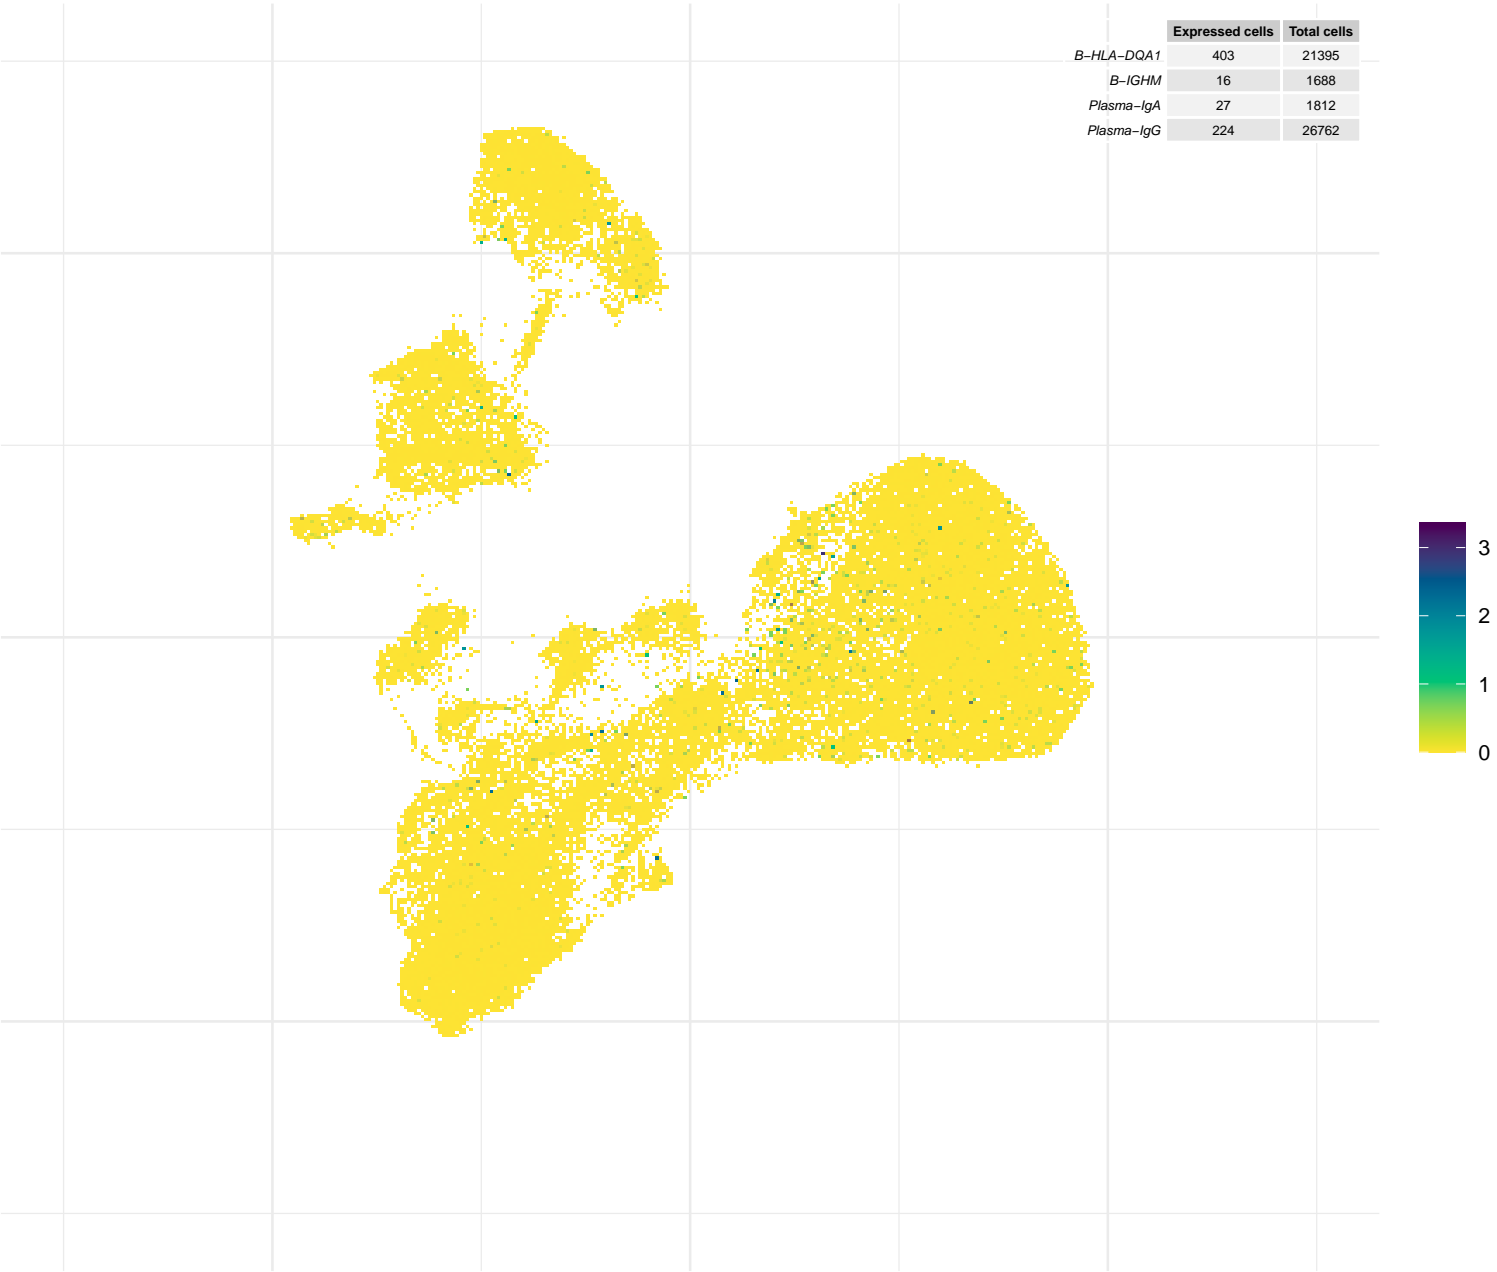 Expressed cells Total cells
B−HLA−DQA1 403 21395
B−IGHM 16 1688
Plasma−IgA 27 1812
Plasma−IgG 224 26762
3
2
1
0